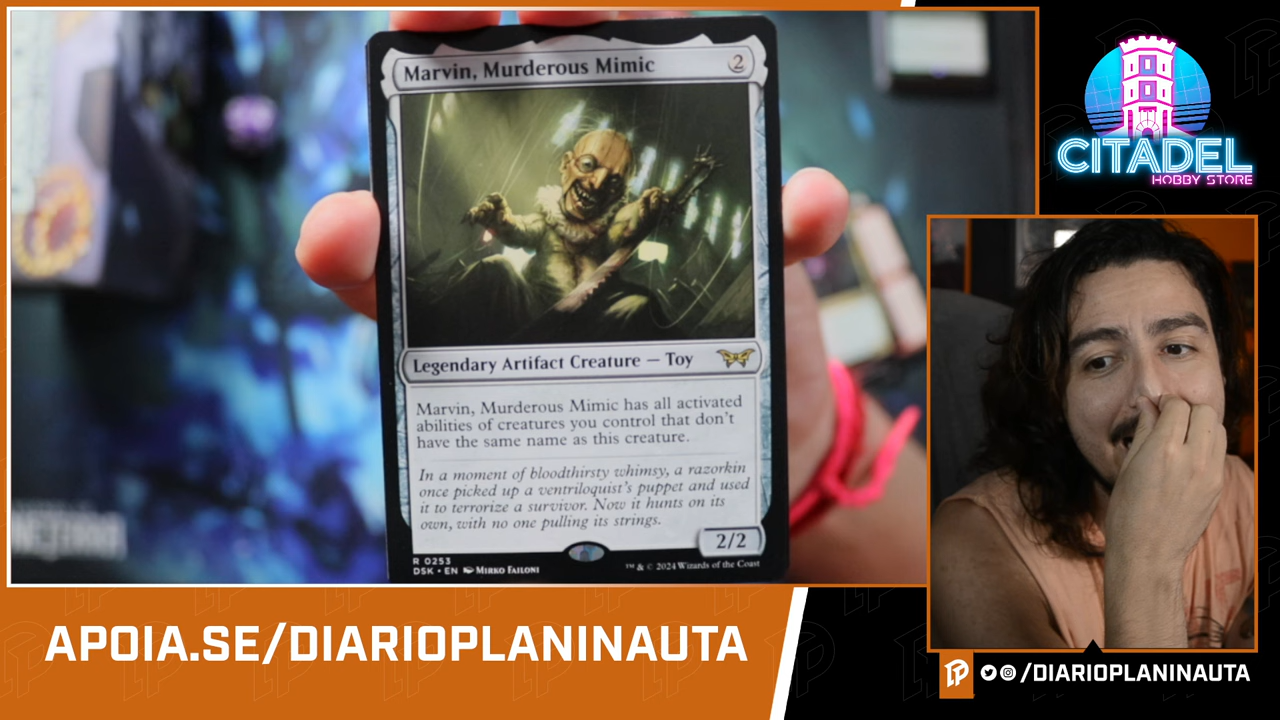 Marvin, Murderous Mimic
2
Legendary Artifact Creature — Toy
Marvin, Murderous Mimic has all activated
abilities of creatures you control that don't
have the same name as this creature.
In a moment of bloodthirsty whimsy, a razorkin
once picked up a ventriloquist's puppet and used
it to terrorize a survivor. Now it hunts on its
own, with no one pulling its strings.
2/2
R 0253
DSK • EN MIRKO FAILONI
™ & © 2024 Wizards of the Coast
CITADEL
HOBBY STORE
APOIA.SE/DIARIOPLANINAUTA
/DIARIOPLANINAUTA